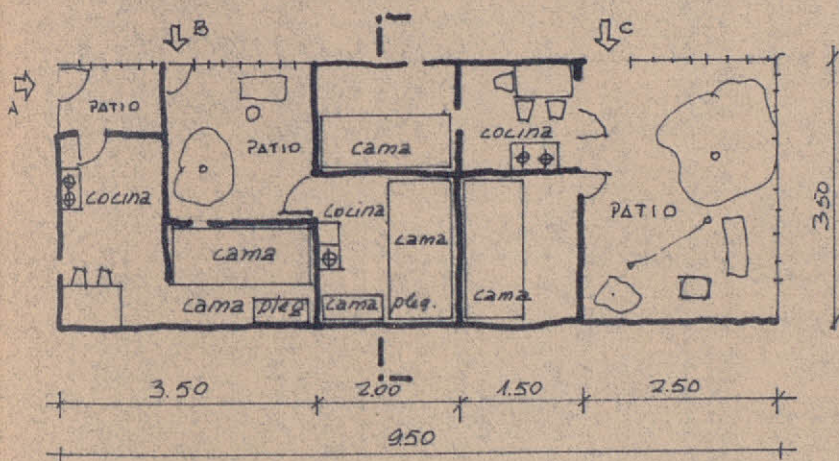 B
C
A
PATIO
PATIO
cama
cocina
cocina
cocina
PATIO
cama
cama
cama
pleg
cama
pleg.
cama
3.50
3.50
2.00
1.50
2.50
9.50